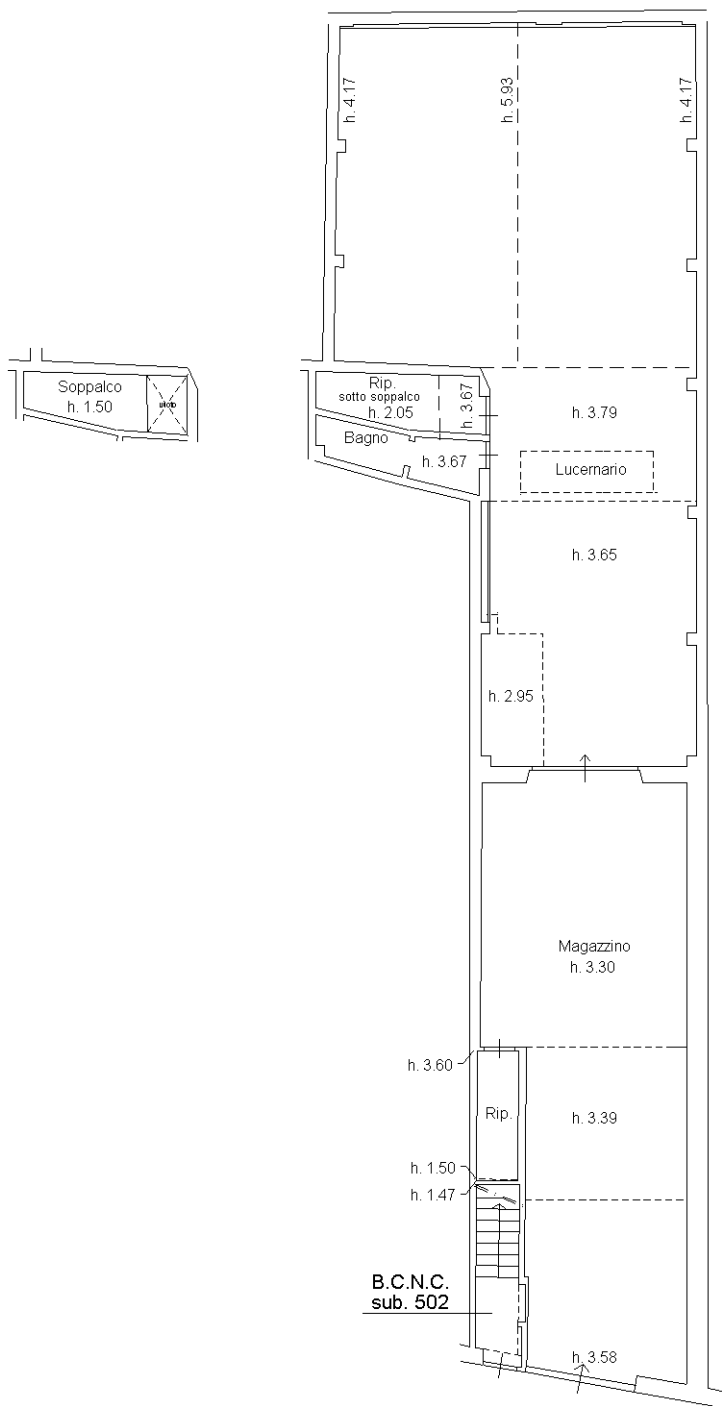 h. 4.17
h. 5.93
h. 4.17
Soppalco
h. 1.50
vuoto
Rip.
sotto soppalco
h. 2.05
h. 3.67
Bagno
h. 3.67
h. 3.79
Lucernario
h. 3.65
h. 2.95
Magazzino
h. 3.30
h. 3.60
Rip.
h. 3.39
h. 1.50
h. 1.47
B.C.N.C.
sub. 502
h. 3.58